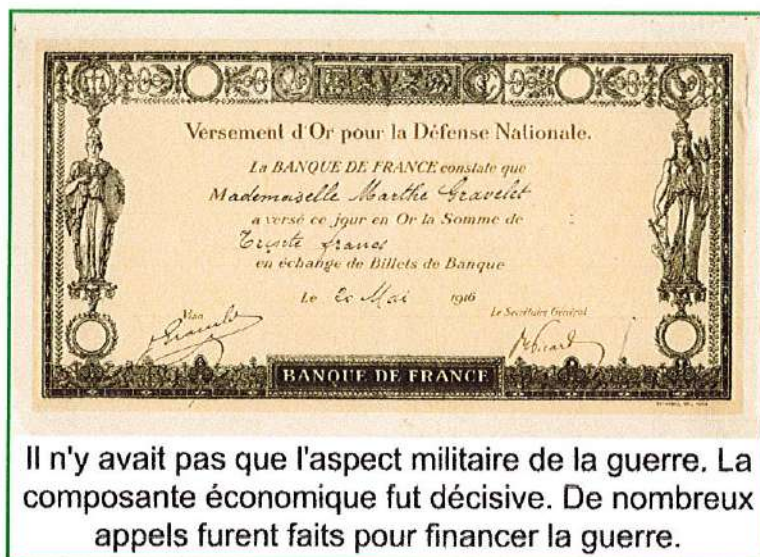 Versement d'Or pour la Défense Nationale.
La BANQUE DE FRANCE constate que
Mademoiselle Marthe Gravelet
a versé ce jour en Or la Somme de
Trente francs
en échange de Billets de Banque
Le 20 Mai 1916
Visa
Le Secrétaire Général
BANQUE DE FRANCE
Il n'y avait pas que l'aspect militaire de la guerre. La
composante économique fut décisive. De nombreux
appels furent faits pour financer la guerre.